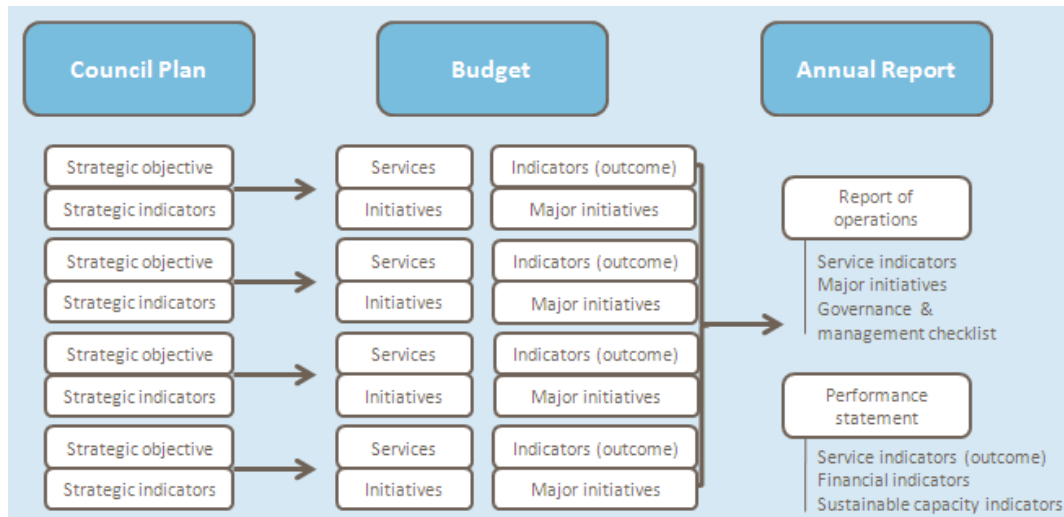 Council Plan
Budget
Annual Report
Strategic objective
Strategic indicators
Services
Initiatives
Indicators (outcome)
Major initiatives
Strategic objective
Strategic indicators
Services
Initiatives
Indicators (outcome)
Major initiatives
Strategic objective
Strategic indicators
Services
Initiatives
Indicators (outcome)
Major initiatives
Strategic objective
Strategic indicators
Services
Initiatives
Indicators (outcome)
Major initiatives
Report of
operations
Service indicators
Major initiatives
Governance &
management checklist
Performance
statement
Service indicators (outcome)
Financial indicators
Sustainable capacity indicators